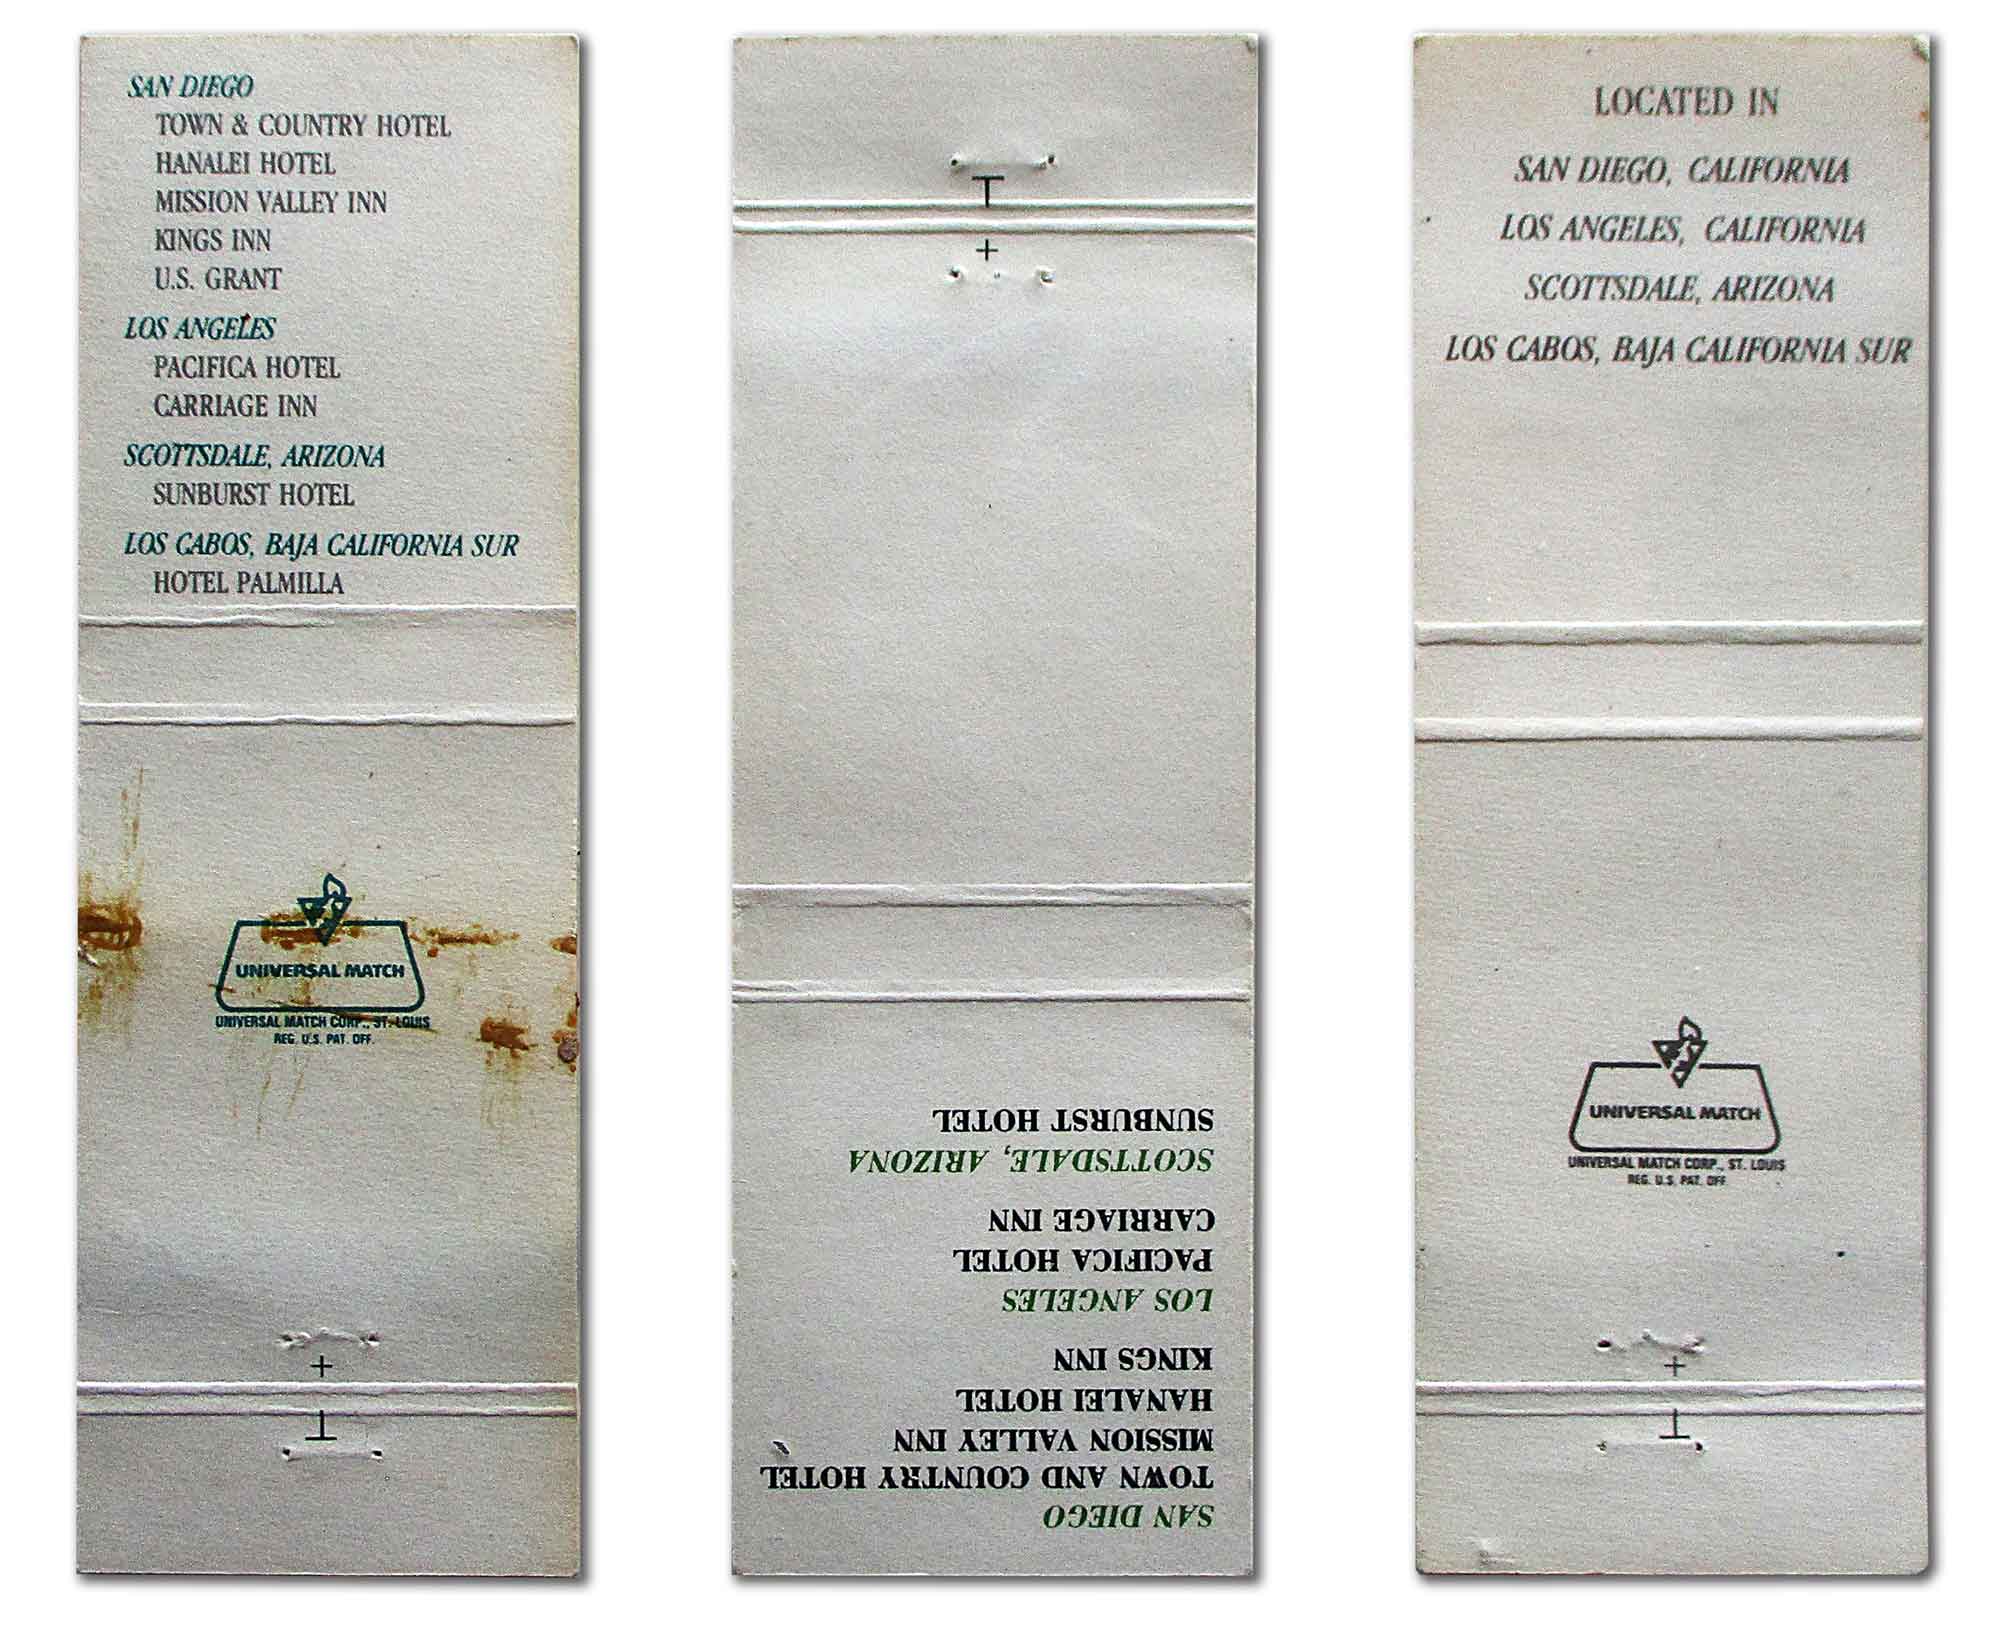 SAN DIEGO
TOWN & COUNTRY HOTEL
HANALEI HOTEL
MISSION VALLEY INN
KINGS INN
U.S. GRANT
LOS ANGELES
PACIFICA HOTEL
CARRIAGE INN
SCOTTSDALE, ARIZONA
SUNBURST HOTEL
LOS CABOS, BAJA CALIFORNIA SUR
HOTEL PALMILLA
UNIVERSAL MATCH
UNIVERSAL MATCH CORP., ST. LOUIS
REG. U.S. PAT. OFF.
SAN DIEGO
TOWN AND COUNTRY HOTEL
MISSION VALLEY INN
HANALEI HOTEL
KINGS INN
LOS ANGELES
PACIFICA HOTEL
CARRIAGE INN
SCOTTSDALE, ARIZONA
SUNBURST HOTEL
LOCATED IN
SAN DIEGO, CALIFORNIA
LOS ANGELES, CALIFORNIA
SCOTTSDALE, ARIZONA
LOS CABOS, BAJA CALIFORNIA SUR
UNIVERSAL MATCH
UNIVERSAL MATCH CORP., ST. LOUIS
REG. U.S. PAT. OFF.